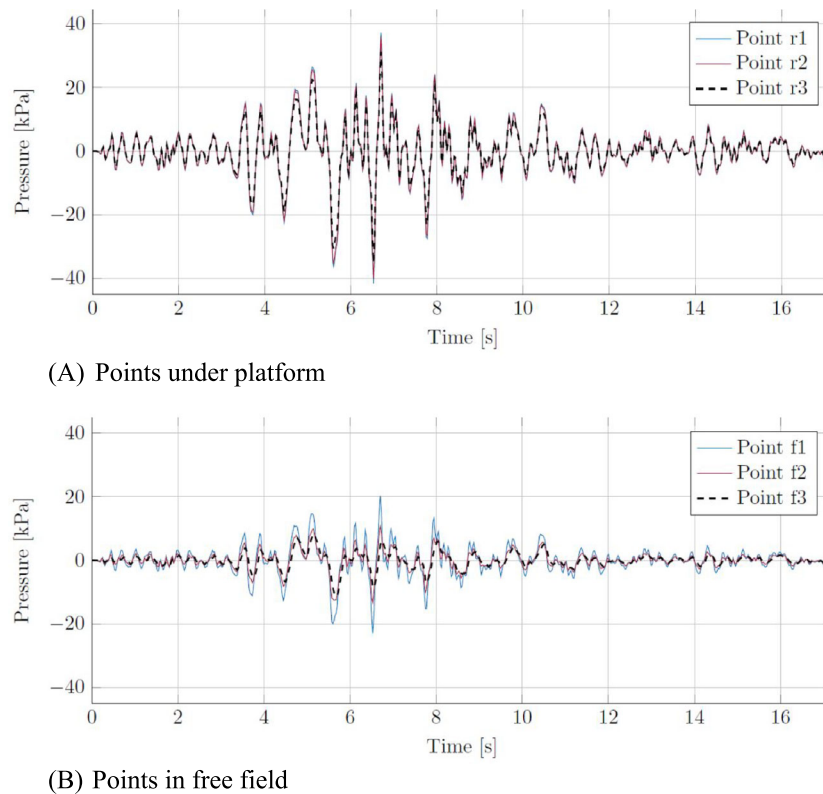 40
20
0
−20
−40
Pressure [kPa]
Point r1
Point r2
Point r3
0 2 4 6 8 10 12 14 16
Time [s]
(A) Points under platform
40
20
0
−20
−40
Pressure [kPa]
Point f1
Point f2
Point f3
0 2 4 6 8 10 12 14 16
Time [s]
(B) Points in free field